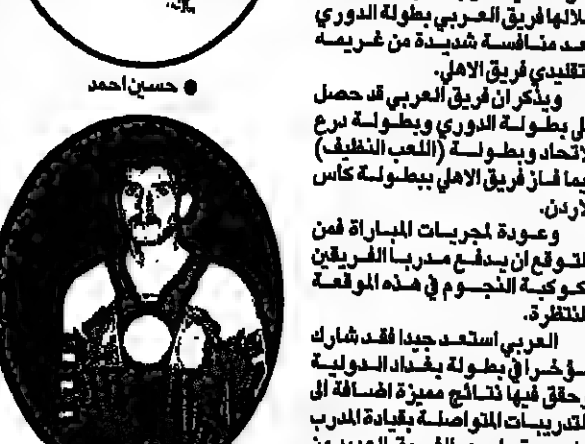 خلالها فريق العربي بطولة الدوري
بعد منافسة شديدة من غريمه
التقليدي فريق الاهلي.
ويذكر ان فريق العربي قد حصل
على بطولة الدوري وبطولة درع
الاتحاد وبطولة (اللعب النظيف)
فيما فاز فريق الاهلي ببطولة كاس
الاردن.
وعودة لمجريات المباراة فمن
المتوقع ان يدفع مدربا الفريقين
كوكبة النجوم في هذه الموقعة
المنتظرة.
العربي استعد جيدا فقد شارك
مؤخرا في بطولة بغداد الدولية
وحقق فيها نتائج مميزة اضافة الى
التدريبات المتواصلة بقيادة المدرب
● حسين احمد